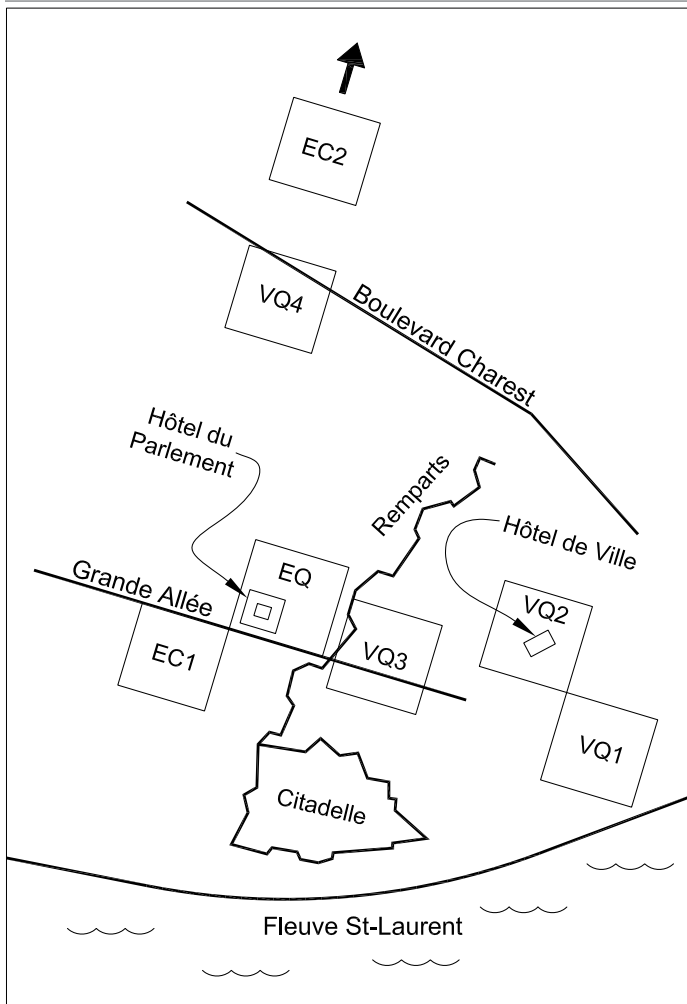 EC2
VQ4
Boulevard Charest
Hôtel du
Parlement
Remparts
Hôtel de Ville
EQ
Grande Allée
VQ2
EC1
VQ3
VQ1
Citadelle
Fleuve St-Laurent